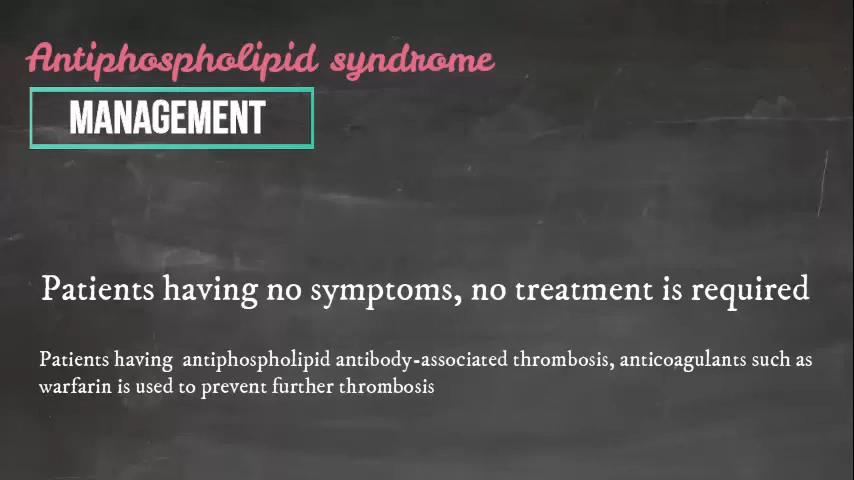 Antiphospholipid syndrome
MANAGEMENT
Patients having no symptoms, no treatment is required
Patients having antiphospholipid antibody-associated thrombosis, anticoagulants such as
warfarin is used to prevent further thrombosis